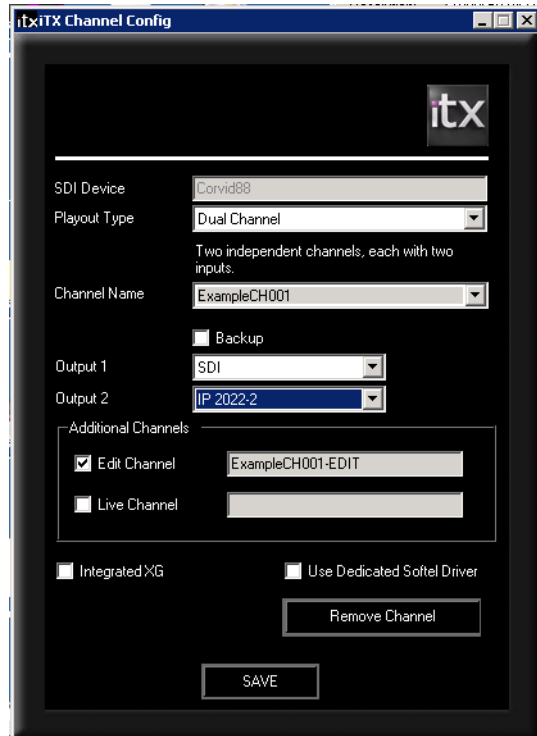 itx iTX Channel Config
itx
SDI Device
Corvid88
Playout Type
Dual Channel
Two independent channels, each with two
inputs.
Channel Name
ExampleCH001
Backup
Output 1
SDI
Output 2
IP 2022-2
Additional Channels
Edit Channel
ExampleCH001-EDIT
Live Channel
Integrated XG
Use Dedicated Softel Driver
Remove Channel
SAVE